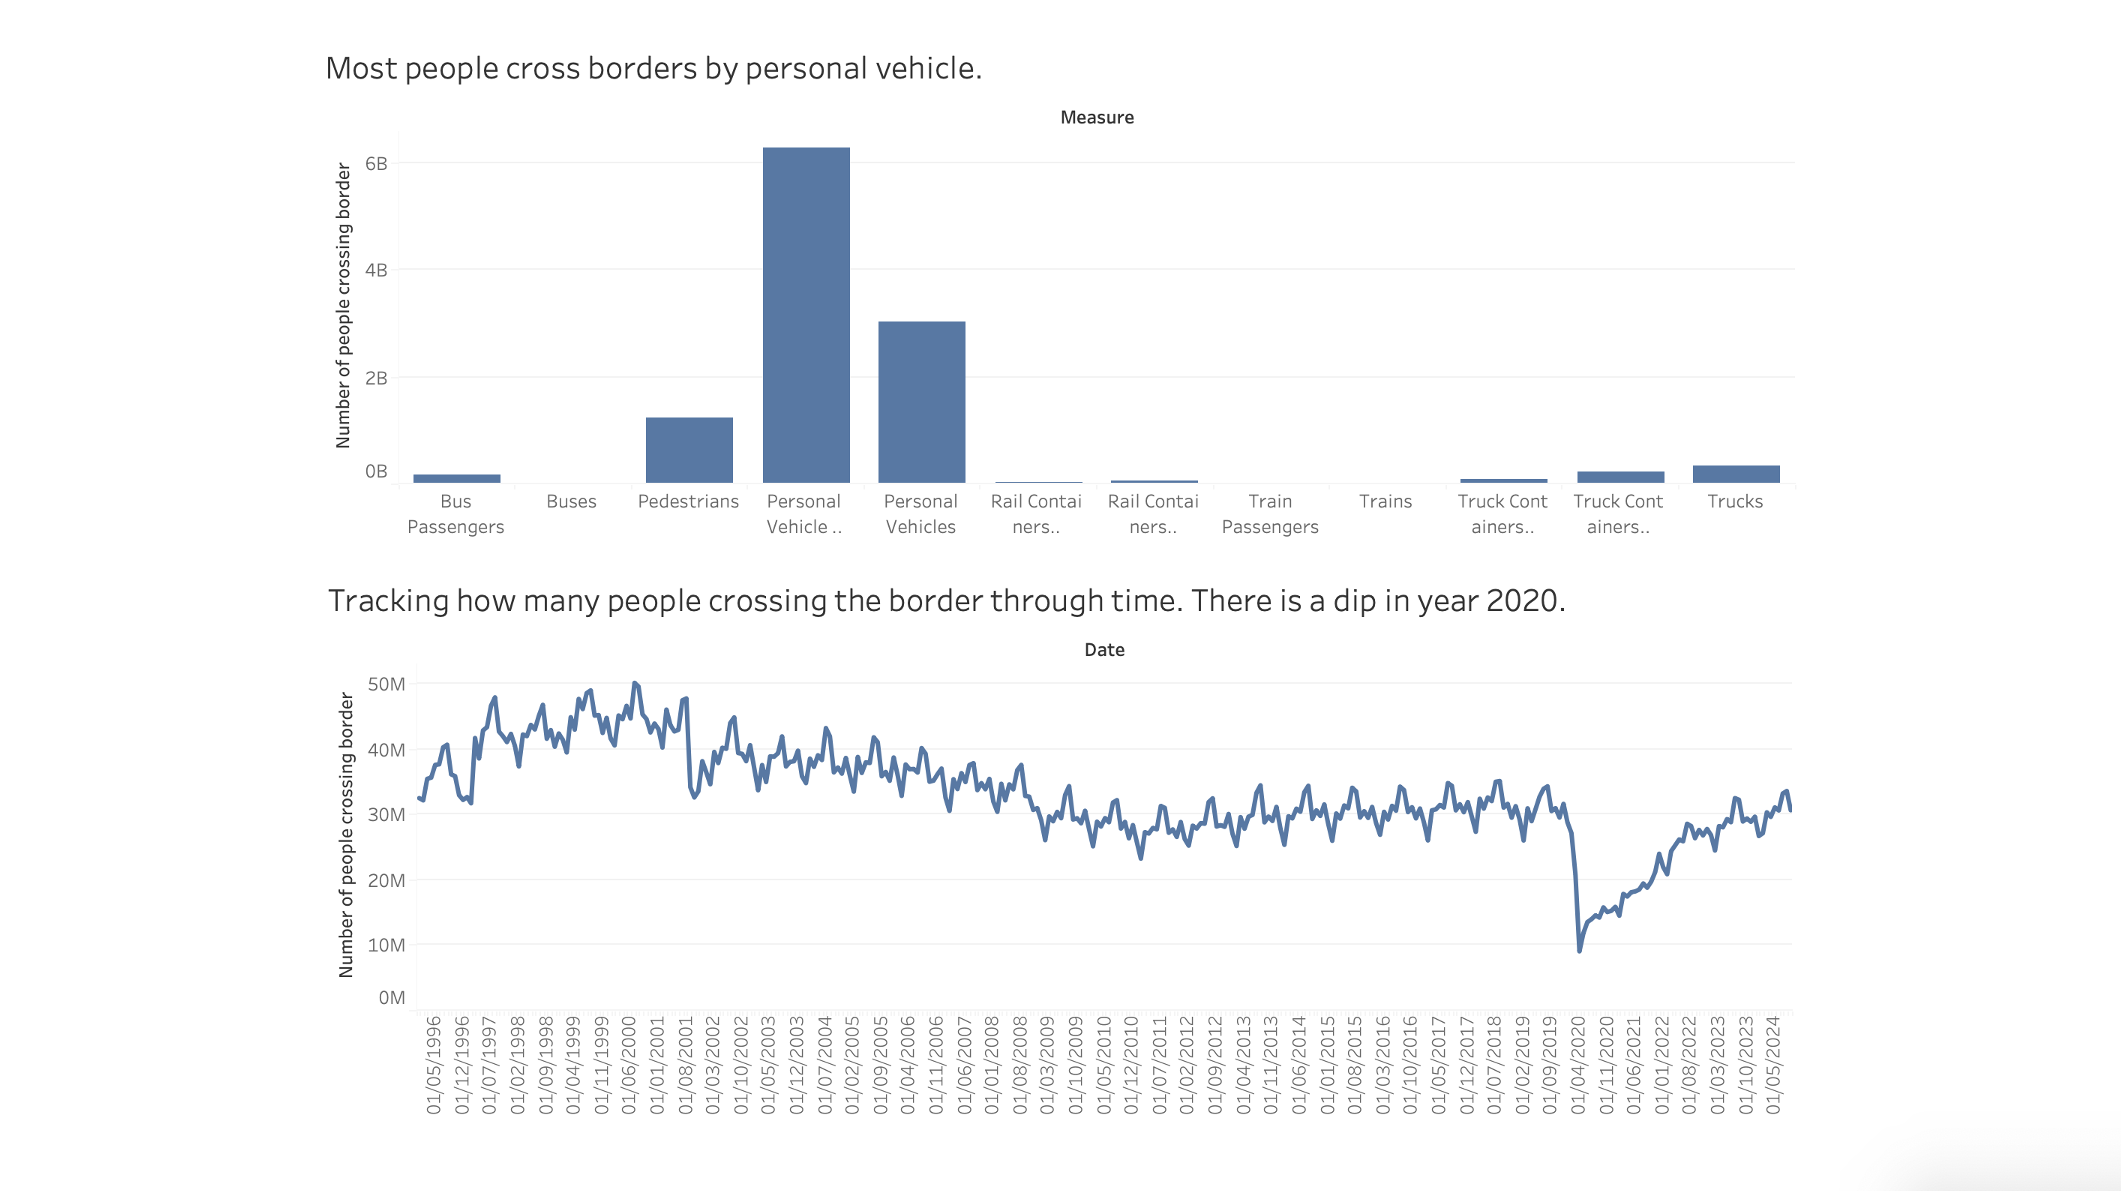 Most people cross borders by personal vehicle.
Measure
Number of people crossing border
6B
4B
2B
0B
Bus Passengers
Buses
Pedestrians
Personal Vehicle ..
Personal Vehicles
Rail Contai ners..
Rail Contai ners..
Train Passengers
Trains
Truck Cont ainers..
Truck Cont ainers..
Trucks
Tracking how many people crossing the border through time. There is a dip in year 2020.
Date
Number of people crossing border
50M
40M
30M
20M
10M
0M
01/05/1996
01/12/1996
01/07/1997
01/02/1998
01/09/1998
01/04/1999
01/11/1999
01/06/2000
01/01/2001
01/08/2001
01/03/2002
01/10/2002
01/05/2003
01/12/2003
01/07/2004
01/02/2005
01/09/2005
01/04/2006
01/11/2006
01/06/2007
01/01/2008
01/08/2008
01/03/2009
01/10/2009
01/05/2010
01/12/2010
01/07/2011
01/02/2012
01/09/2012
01/04/2013
01/11/2013
01/06/2014
01/01/2015
01/08/2015
01/03/2016
01/10/2016
01/05/2017
01/12/2017
01/07/2018
01/02/2019
01/09/2019
01/04/2020
01/11/2020
01/06/2021
01/01/2022
01/08/2022
01/03/2023
01/10/2023
01/05/2024